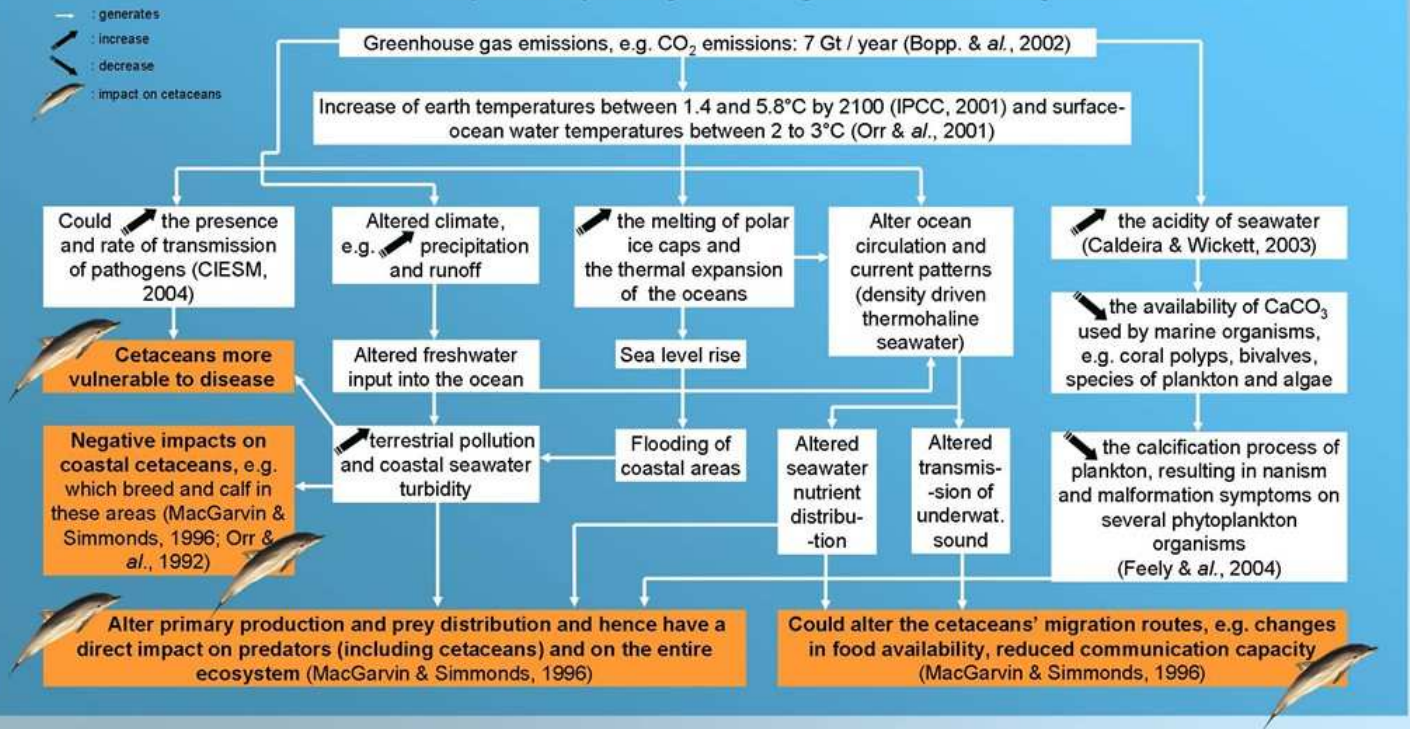 : generates
: increase
: decrease
: impact on cetaceans
Greenhouse gas emissions, e.g. CO₂ emissions: 7 Gt / year (Bopp. & al., 2002)
Increase of earth temperatures between 1.4 and 5.8°C by 2100 (IPCC, 2001) and surface-
ocean water temperatures between 2 to 3°C (Orr & al., 2001)
Could the presence
and rate of transmission
of pathogens (CIESM,
2004)
Altered climate,
e.g. precipitation
and runoff
the melting of polar
ice caps and
the thermal expansion
of the oceans
Alter ocean
circulation and
current patterns
(density driven
thermohaline
seawater)
the acidity of seawater
(Caldeira & Wickett, 2003)
the availability of CaCO₃
used by marine organisms,
e.g. coral polyps, bivalves,
species of plankton and algae
Cetaceans more
vulnerable to disease
Altered freshwater
input into the ocean
Sea level rise
Negative impacts on
coastal cetaceans, e.g.
which breed and calf in
these areas (MacGarvin &
Simmonds, 1996; Orr &
al., 1992)
terrestrial pollution
and coastal seawater
turbidity
Flooding of
coastal areas
Altered
seawater
nutrient
distribu-
-tion
Altered
transmis-
-sion of
underwat.
sound
the calcification process of
plankton, resulting in nanism
and malformation symptoms on
several phytoplankton
organisms
(Feely & al., 2004)
Alter primary production and prey distribution and hence have a
direct impact on predators (including cetaceans) and on the entire
ecosystem (MacGarvin & Simmonds, 1996)
Could alter the cetaceans' migration routes, e.g. changes
in food availability, reduced communication capacity
(MacGarvin & Simmonds, 1996)